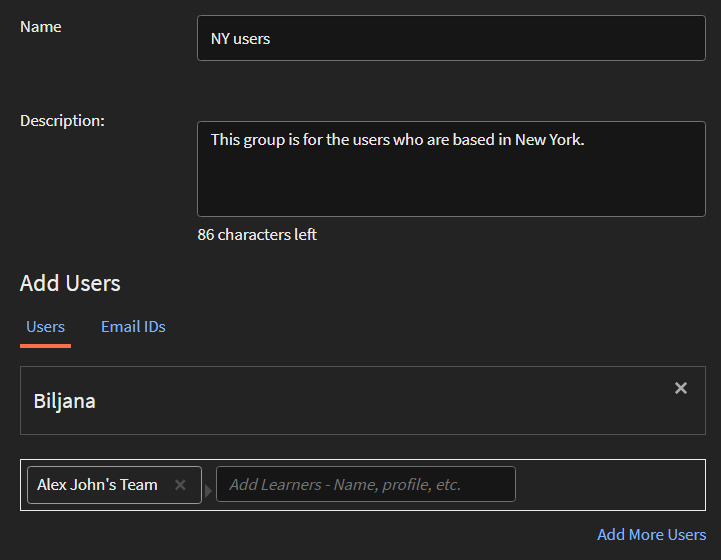 Name
NY users
Description:
This group is for the users who are based in New York.
86 characters left
Add Users
Users Email IDs
Biljana
Alex John's Team Add Learners - Name, profile, etc.
Add More Users